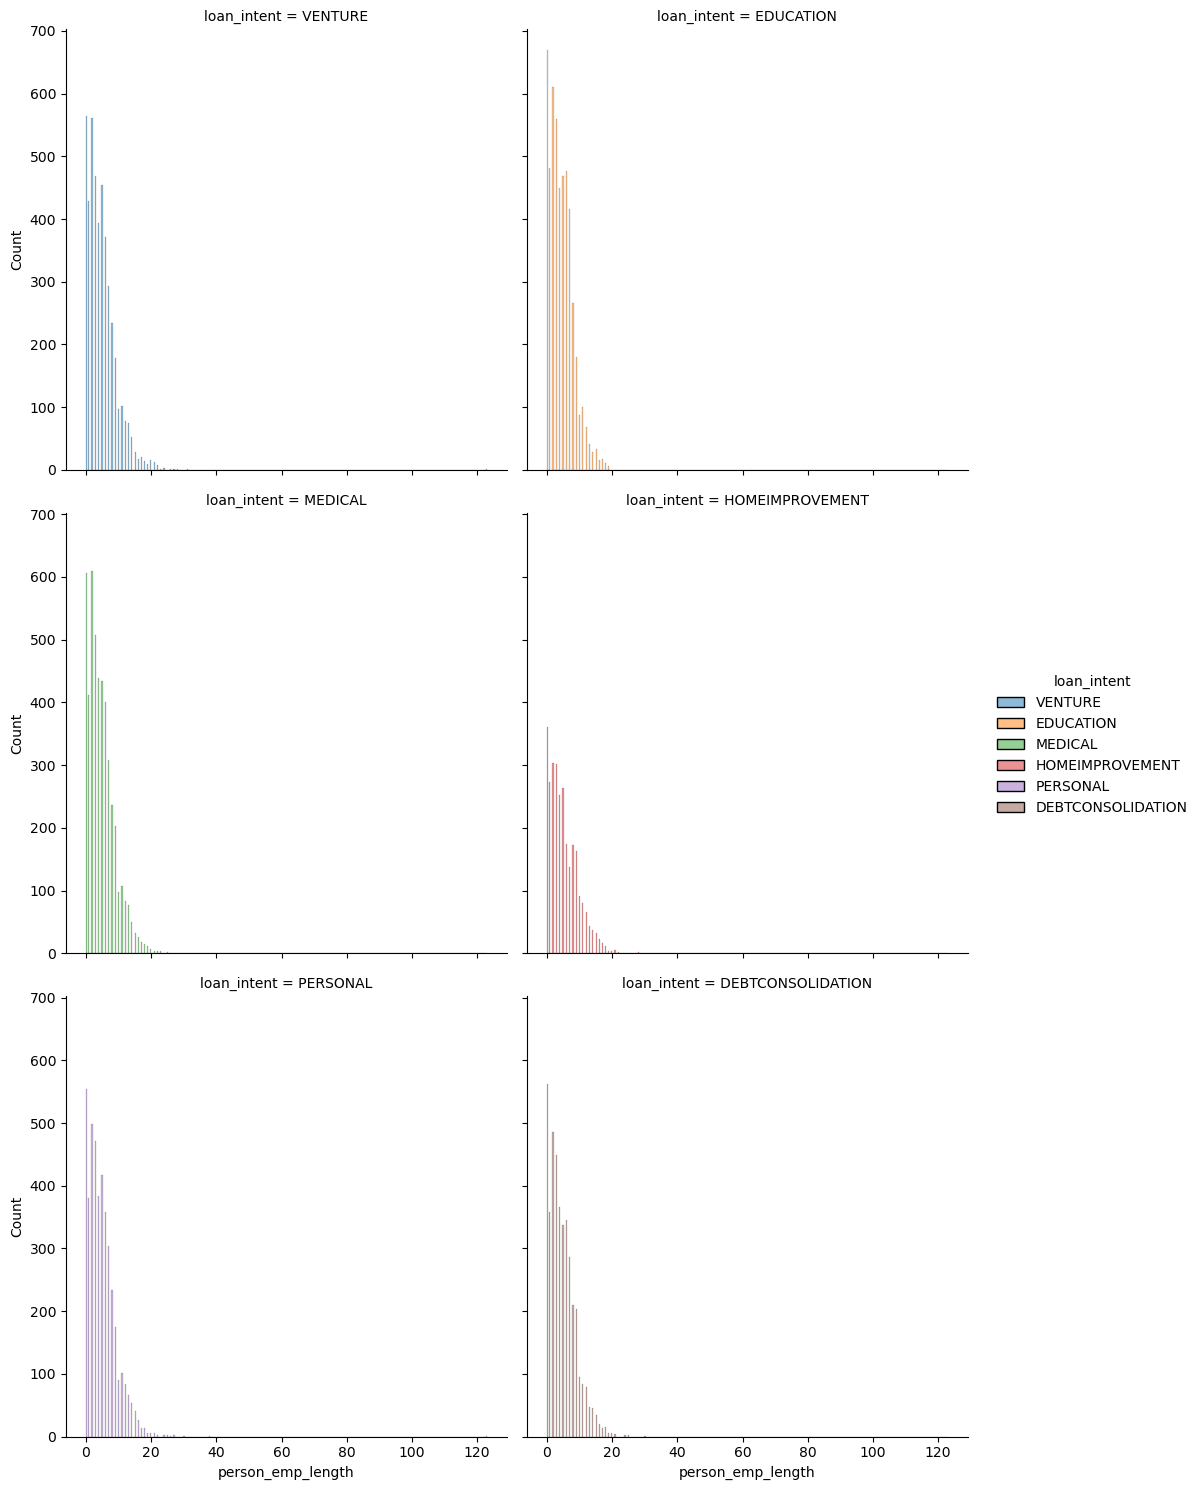 loan_intent = VENTURE
loan_intent = EDUCATION
700
600
500
400
300
200
100
0
Count
loan_intent = MEDICAL
loan_intent = HOMEIMPROVEMENT
700
600
500
400
300
200
100
0
Count
loan_intent
VENTURE
EDUCATION
MEDICAL
HOMEIMPROVEMENT
PERSONAL
DEBTCONSOLIDATION
loan_intent = PERSONAL
loan_intent = DEBTCONSOLIDATION
700
600
500
400
300
200
100
0
Count
0 20 40 60 80 100 120
person_emp_length
0 20 40 60 80 100 120
person_emp_length